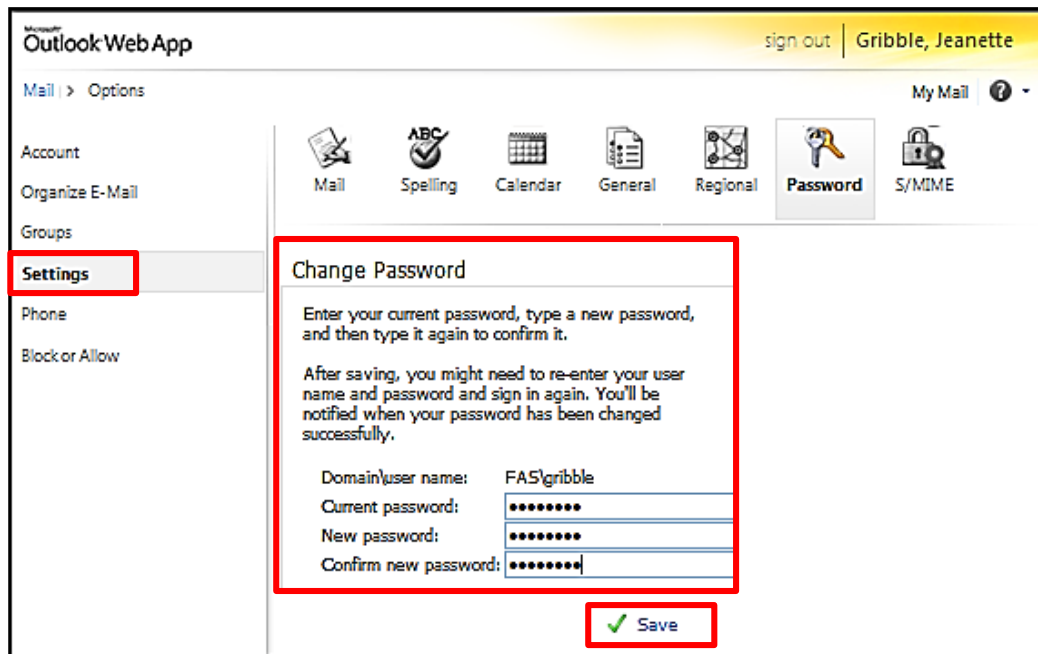 Microsoft
Outlook Web App
sign out
Gribble, Jeanette
Mail > Options
My Mail
?
Account
Organize E-Mail
Groups
Settings
Phone
Block or Allow
Mail
ABC
Spelling
Calendar
General
Regional
Password
S/MIME
Change Password
Enter your current password, type a new password,
and then type it again to confirm it.
After saving, you might need to re-enter your user
name and password and sign in again. You'll be
notified when your password has been changed
successfully.
Domain\user name: FAS\gribble
Current password: ••••••••
New password: ••••••••
Confirm new password: ••••••••
Save